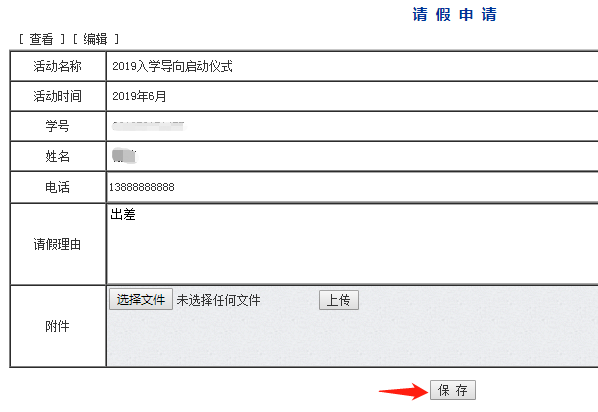 请 假 申 请
[ 查看 ] [ 编辑 ]
活动名称 2019入学导向启动仪式
活动时间 2019年6月
学号
姓名
电话 13888888888
请假理由 出差
附件 选择文件 未选择任何文件 上传
保 存